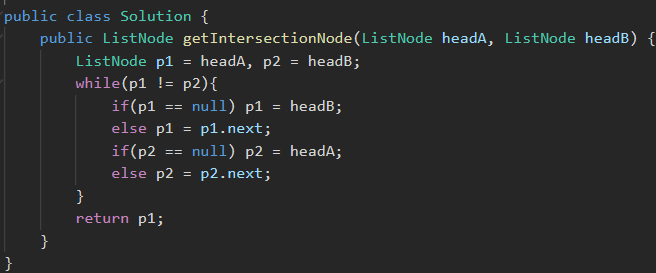 public class Solution {
    public ListNode getIntersectionNode(ListNode headA, ListNode headB) {
        ListNode p1 = headA, p2 = headB;
        while(p1 != p2){
            if(p1 == null) p1 = headB;
            else p1 = p1.next;
            if(p2 == null) p2 = headA;
            else p2 = p2.next;
        }
        return p1;
    }
}